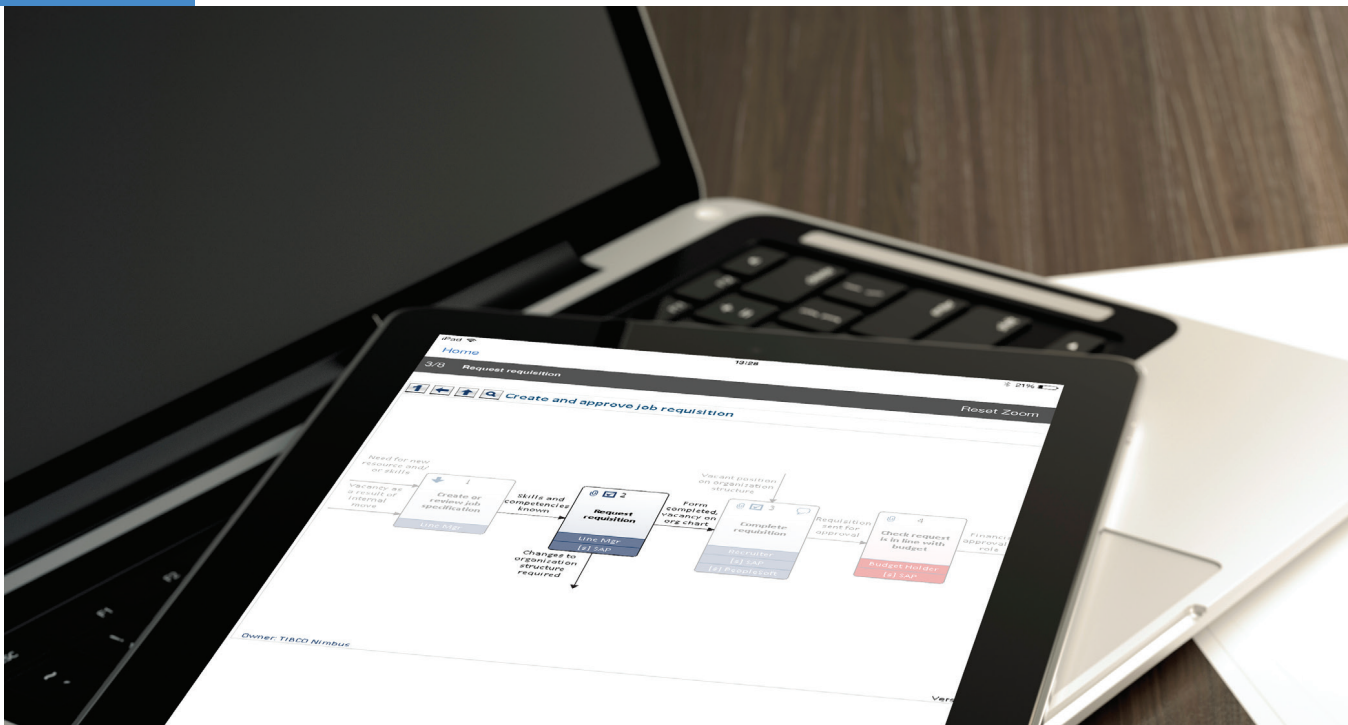 iPad
13:26
21%
Home
3/8 Request requisition
Reset Zoom
Create and approve job requisition
Need for new
resource and/
or skills
Vacancy as
a result of
internal
move
1
Create or
review job
specification
Line Mgr
Skills and
competencies
known
2
Request
requisition
Line Mgr
[s] SAP
Changes to
organization
structure
required
Form
completed,
vacancy on
org chart
Vacant position
on organization
structure
3
Complete
requisition
Recruiter
[s] SAP
[s] PeopleSoft
Requisition
sent for
approval
4
Check request
is in line with
budget
Budget Holder
[s] SAP
approval
Owner: TIBCO Nimbus